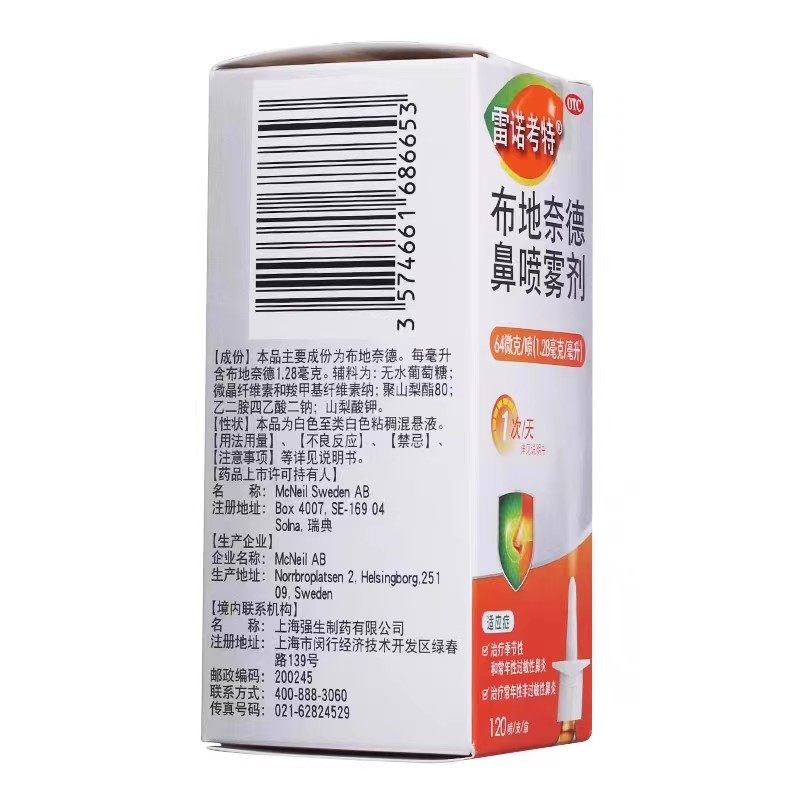 3 574661 686653
【成份】本品主要成份为布地奈德。每毫升
含布地奈德1.28毫克。辅料为：无水葡萄糖；
微晶纤维素和羧甲基纤维素纳；聚山梨酯80；
乙二胺四乙酸二钠；山梨酸钾。
【性状】本品为白色至类白色粘稠混悬液。
【用法用量】、【不良反应】、【禁忌】、
【注意事项】等详见说明书。
【药品上市许可持有人】
名 称：McNeil Sweden AB
注册地址：Box 4007, SE-169 04
Solna, 瑞典
【生产企业】
企业名称：McNeil AB
生产地址：Norrbroplatsen 2, Helsingborg,251
09, Sweden
【境内联系机构】
名 称：上海强生制药有限公司
注册地址：上海市闵行经济技术开发区绿春
路139号
邮政编码：200245
联系方式：400-888-3060
传真号码：021-62824529
OTC
雷诺考特®
布地奈德
鼻喷雾剂
64微克/喷(1.28毫克/毫升)
1次/天
详见说明书
适应症
治疗季节性
和常年性过敏性鼻炎
治疗常年性非过敏性鼻炎
120喷/支/盒